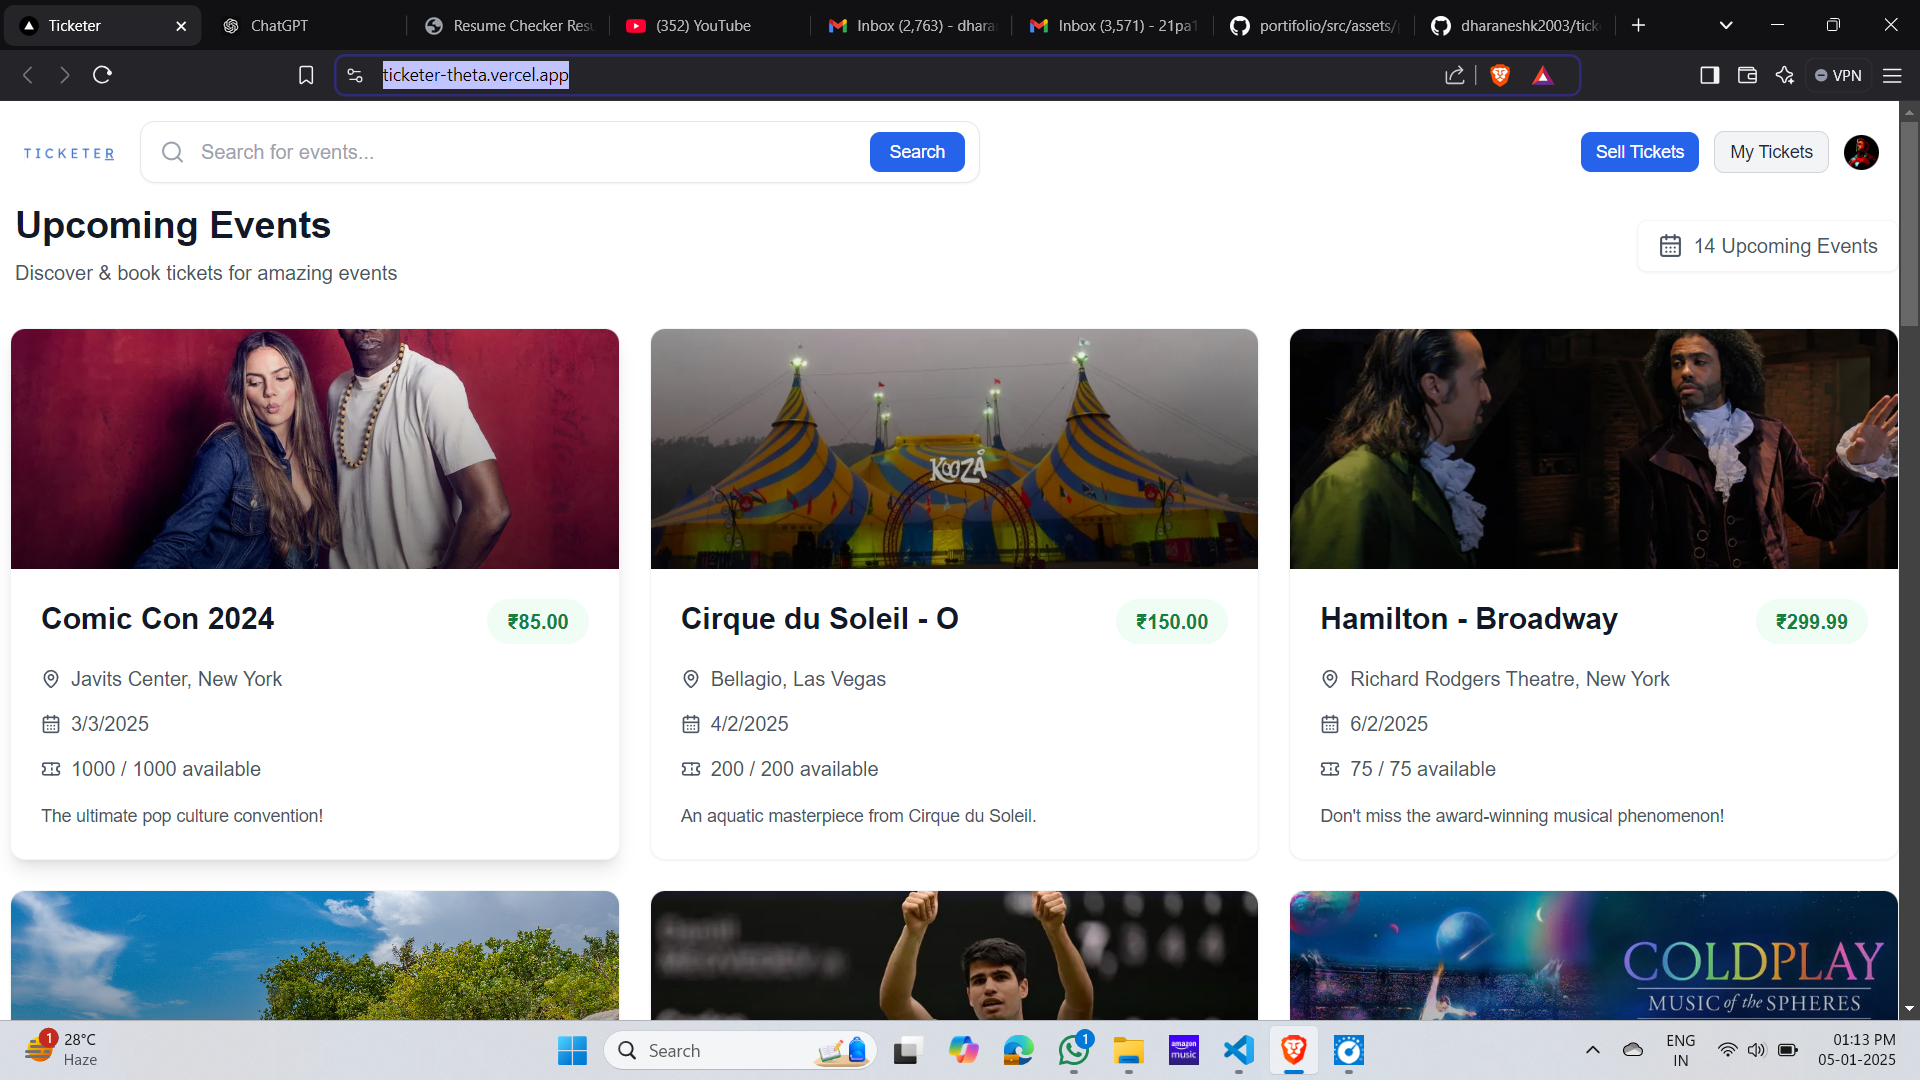 Ticketer
ChatGPT
Resume Checker Res
(352) YouTube
Inbox (2,763) - dhara
Inbox (3,571) - 21pa1
portifolio/src/assets/
dharaneshk2003/tick
ticketer-theta.vercel.app
VPN
TICKETER
Search for events...
Search
Sell Tickets
My Tickets
Upcoming Events
Discover & book tickets for amazing events
14 Upcoming Events
KOOZÅ
Comic Con 2024
₹85.00
Javits Center, New York
3/3/2025
1000 / 1000 available
The ultimate pop culture convention!
Cirque du Soleil - O
₹150.00
Bellagio, Las Vegas
4/2/2025
200 / 200 available
An aquatic masterpiece from Cirque du Soleil.
Hamilton - Broadway
₹299.99
Richard Rodgers Theatre, New York
6/2/2025
75 / 75 available
Don't miss the award-winning musical phenomenon!
COLDPLAY
MUSIC of the SPHERES
1
28°C
Haze
Search
1
amazon
music
ENG
IN
01:13 PM
05-01-2025